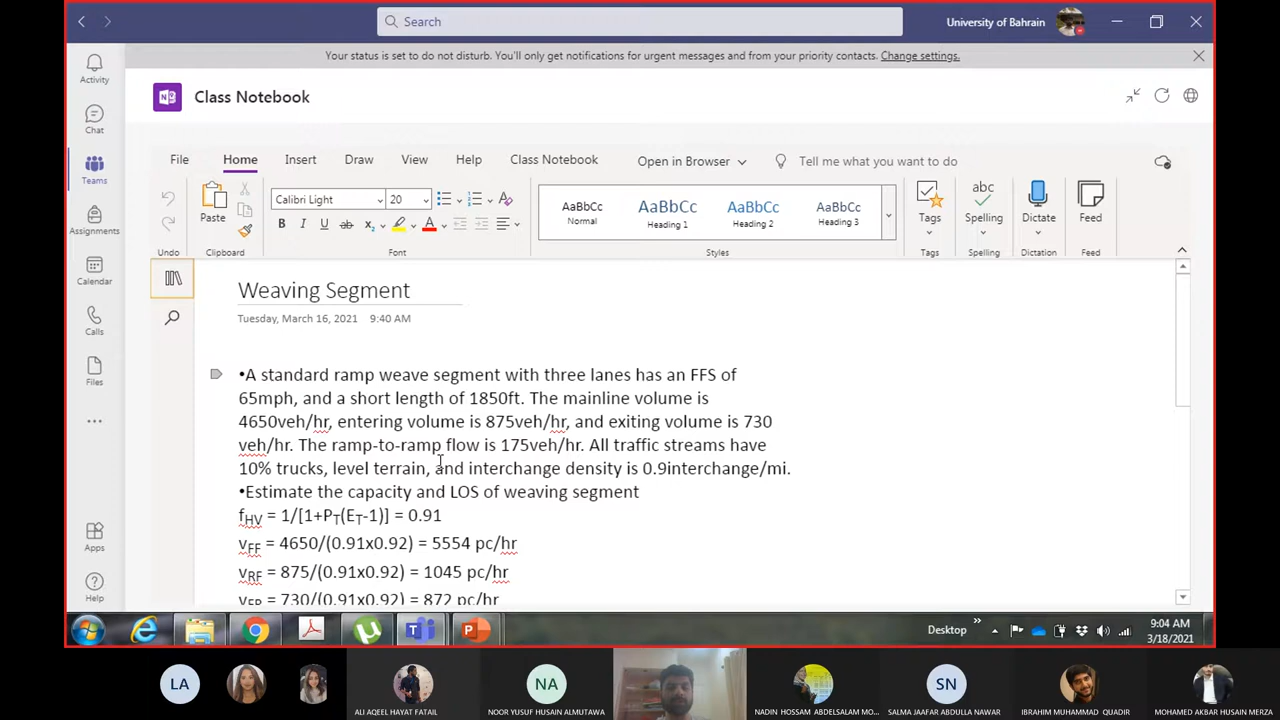 Search
University of Bahrain
Your status is set to do not disturb. You'll only get notifications for urgent messages and from your priority contacts. Change settings.
Activity
Chat
Teams
Assignments
Calendar
Calls
Files
Apps
Help
Class Notebook
File Home Insert Draw View Help Class Notebook Open in Browser Tell me what you want to do
Undo
Paste
Clipboard
Calibri Light 20
B I U ab x₂ A
Font
AaBbCc Normal
AaBbCc Heading 1
AaBbCc Heading 2
AaBbCc Heading 3
Styles
Tags
Tags
abc
Spelling
Spelling
Dictate
Dictation
Feed
Feed
Weaving Segment
Tuesday, March 16, 2021 9:40 AM
•A standard ramp weave segment with three lanes has an FFS of
65mph, and a short length of 1850ft. The mainline volume is
4650veh/hr, entering volume is 875veh/hr, and exiting volume is 730
veh/hr. The ramp-to-ramp flow is 175veh/hr. All traffic streams have
10% trucks, level terrain, and interchange density is 0.9interchange/mi.
•Estimate the capacity and LOS of weaving segment
fHV = 1/[1+PT(ET-1)] = 0.91
vFF = 4650/(0.91x0.92) = 5554 pc/hr
vRF = 875/(0.91x0.92) = 1045 pc/hr
vFR = 730/(0.91x0.92) = 872 pc/hr
Desktop
9:04 AM
3/18/2021
LA
ALI AQEEL HAYAT FATAIL
NA
NOOR YUSUF HUSAIN ALMUTAWA
NADIN HOSSAM ABDELSALAM MO...
SN
SALMA JAAFAR ABDULLA NAWAR
IBRAHIM MUHAMMAD QUADIR
MOHAMED AKBAR HUSAIN MERZA